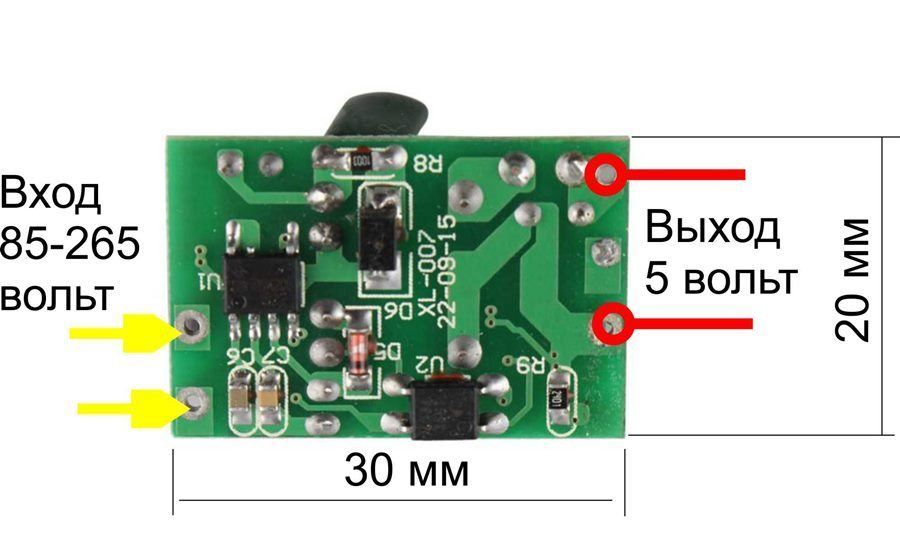 Вход
85-265
вольт
Выход
5 вольт
20 мм
30 мм
R8
1003
U1
D6
XL-007
22-09-15
C6
C7
D5
U2
R9